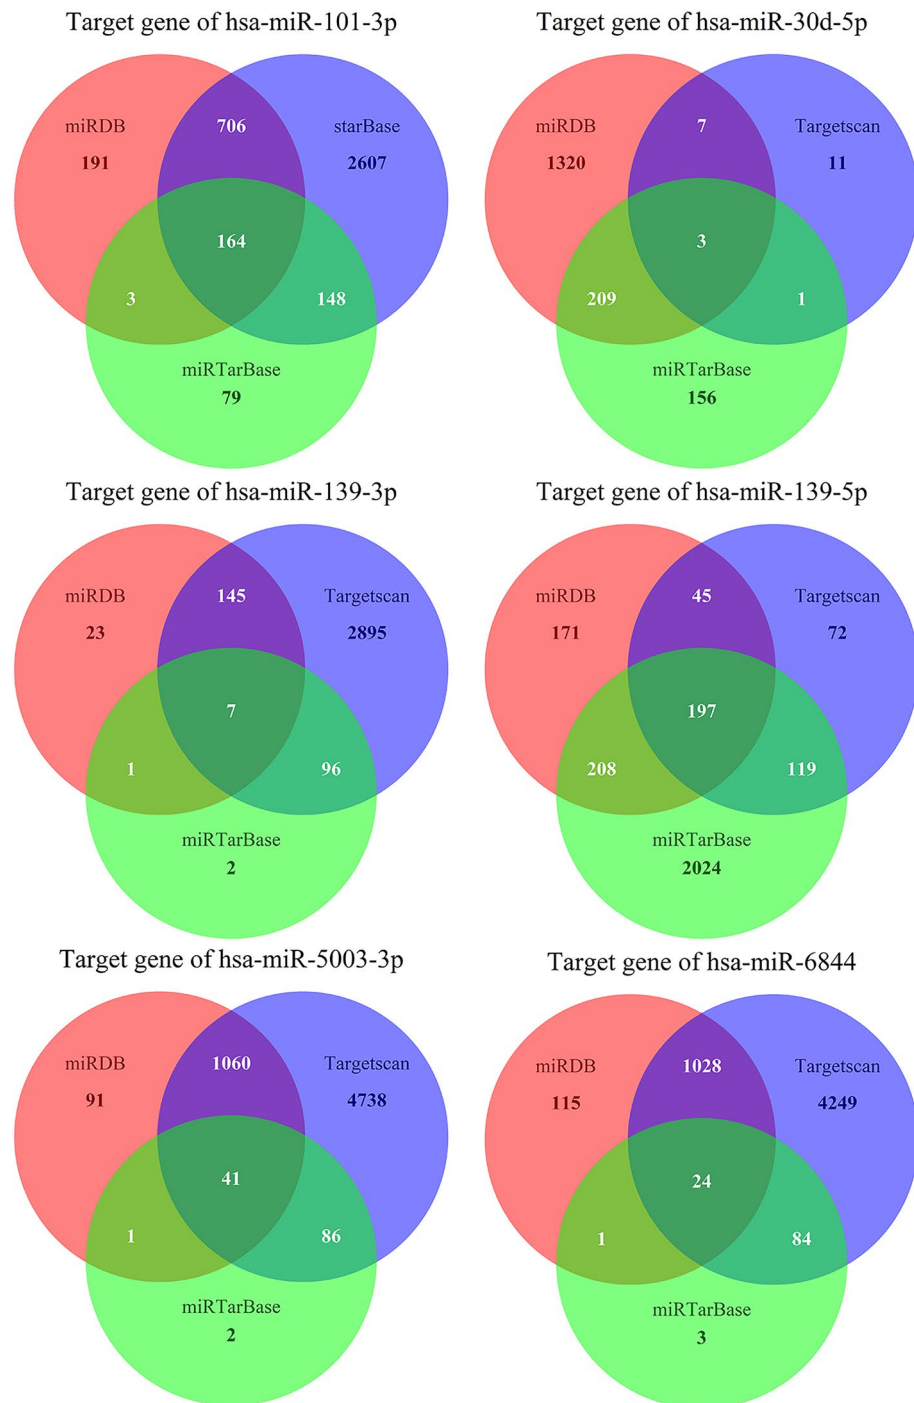 Target gene of hsa-miR-101-3p
miRDB
191
706
starBase
2607
164
3
148
miRTarBase
79
Target gene of hsa-miR-30d-5p
miRDB
1320
7
Targetscan
11
3
209
1
miRTarBase
156
Target gene of hsa-miR-139-3p
miRDB
23
145
Targetscan
2895
7
1
96
miRTarBase
2
Target gene of hsa-miR-139-5p
miRDB
171
45
Targetscan
72
197
208
119
miRTarBase
2024
Target gene of hsa-miR-5003-3p
miRDB
91
1060
Targetscan
4738
41
1
86
miRTarBase
2
Target gene of hsa-miR-6844
miRDB
115
1028
Targetscan
4249
24
1
84
miRTarBase
3